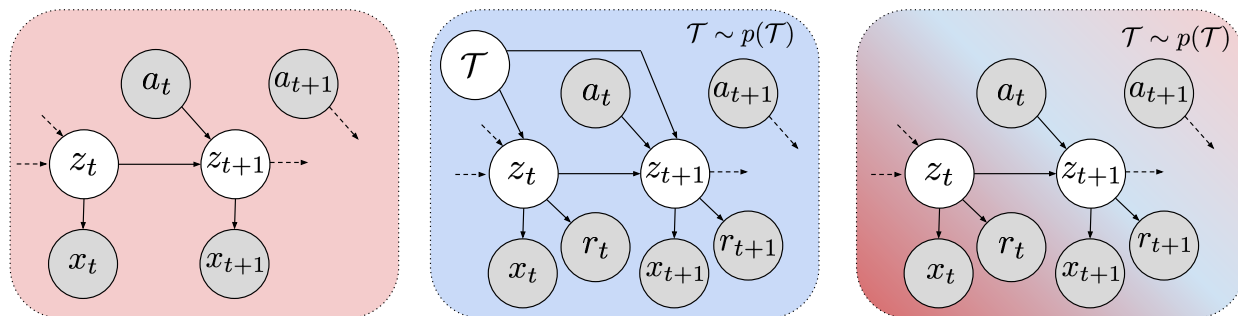 a_t
a_{t+1}
z_t
z_{t+1}
x_t
x_{t+1}
𝒯 ∼ p(𝒯)
𝒯
a_t
a_{t+1}
z_t
z_{t+1}
x_t
r_t
x_{t+1}
r_{t+1}
𝒯 ∼ p(𝒯)
a_t
a_{t+1}
z_t
z_{t+1}
x_t
r_t
x_{t+1}
r_{t+1}